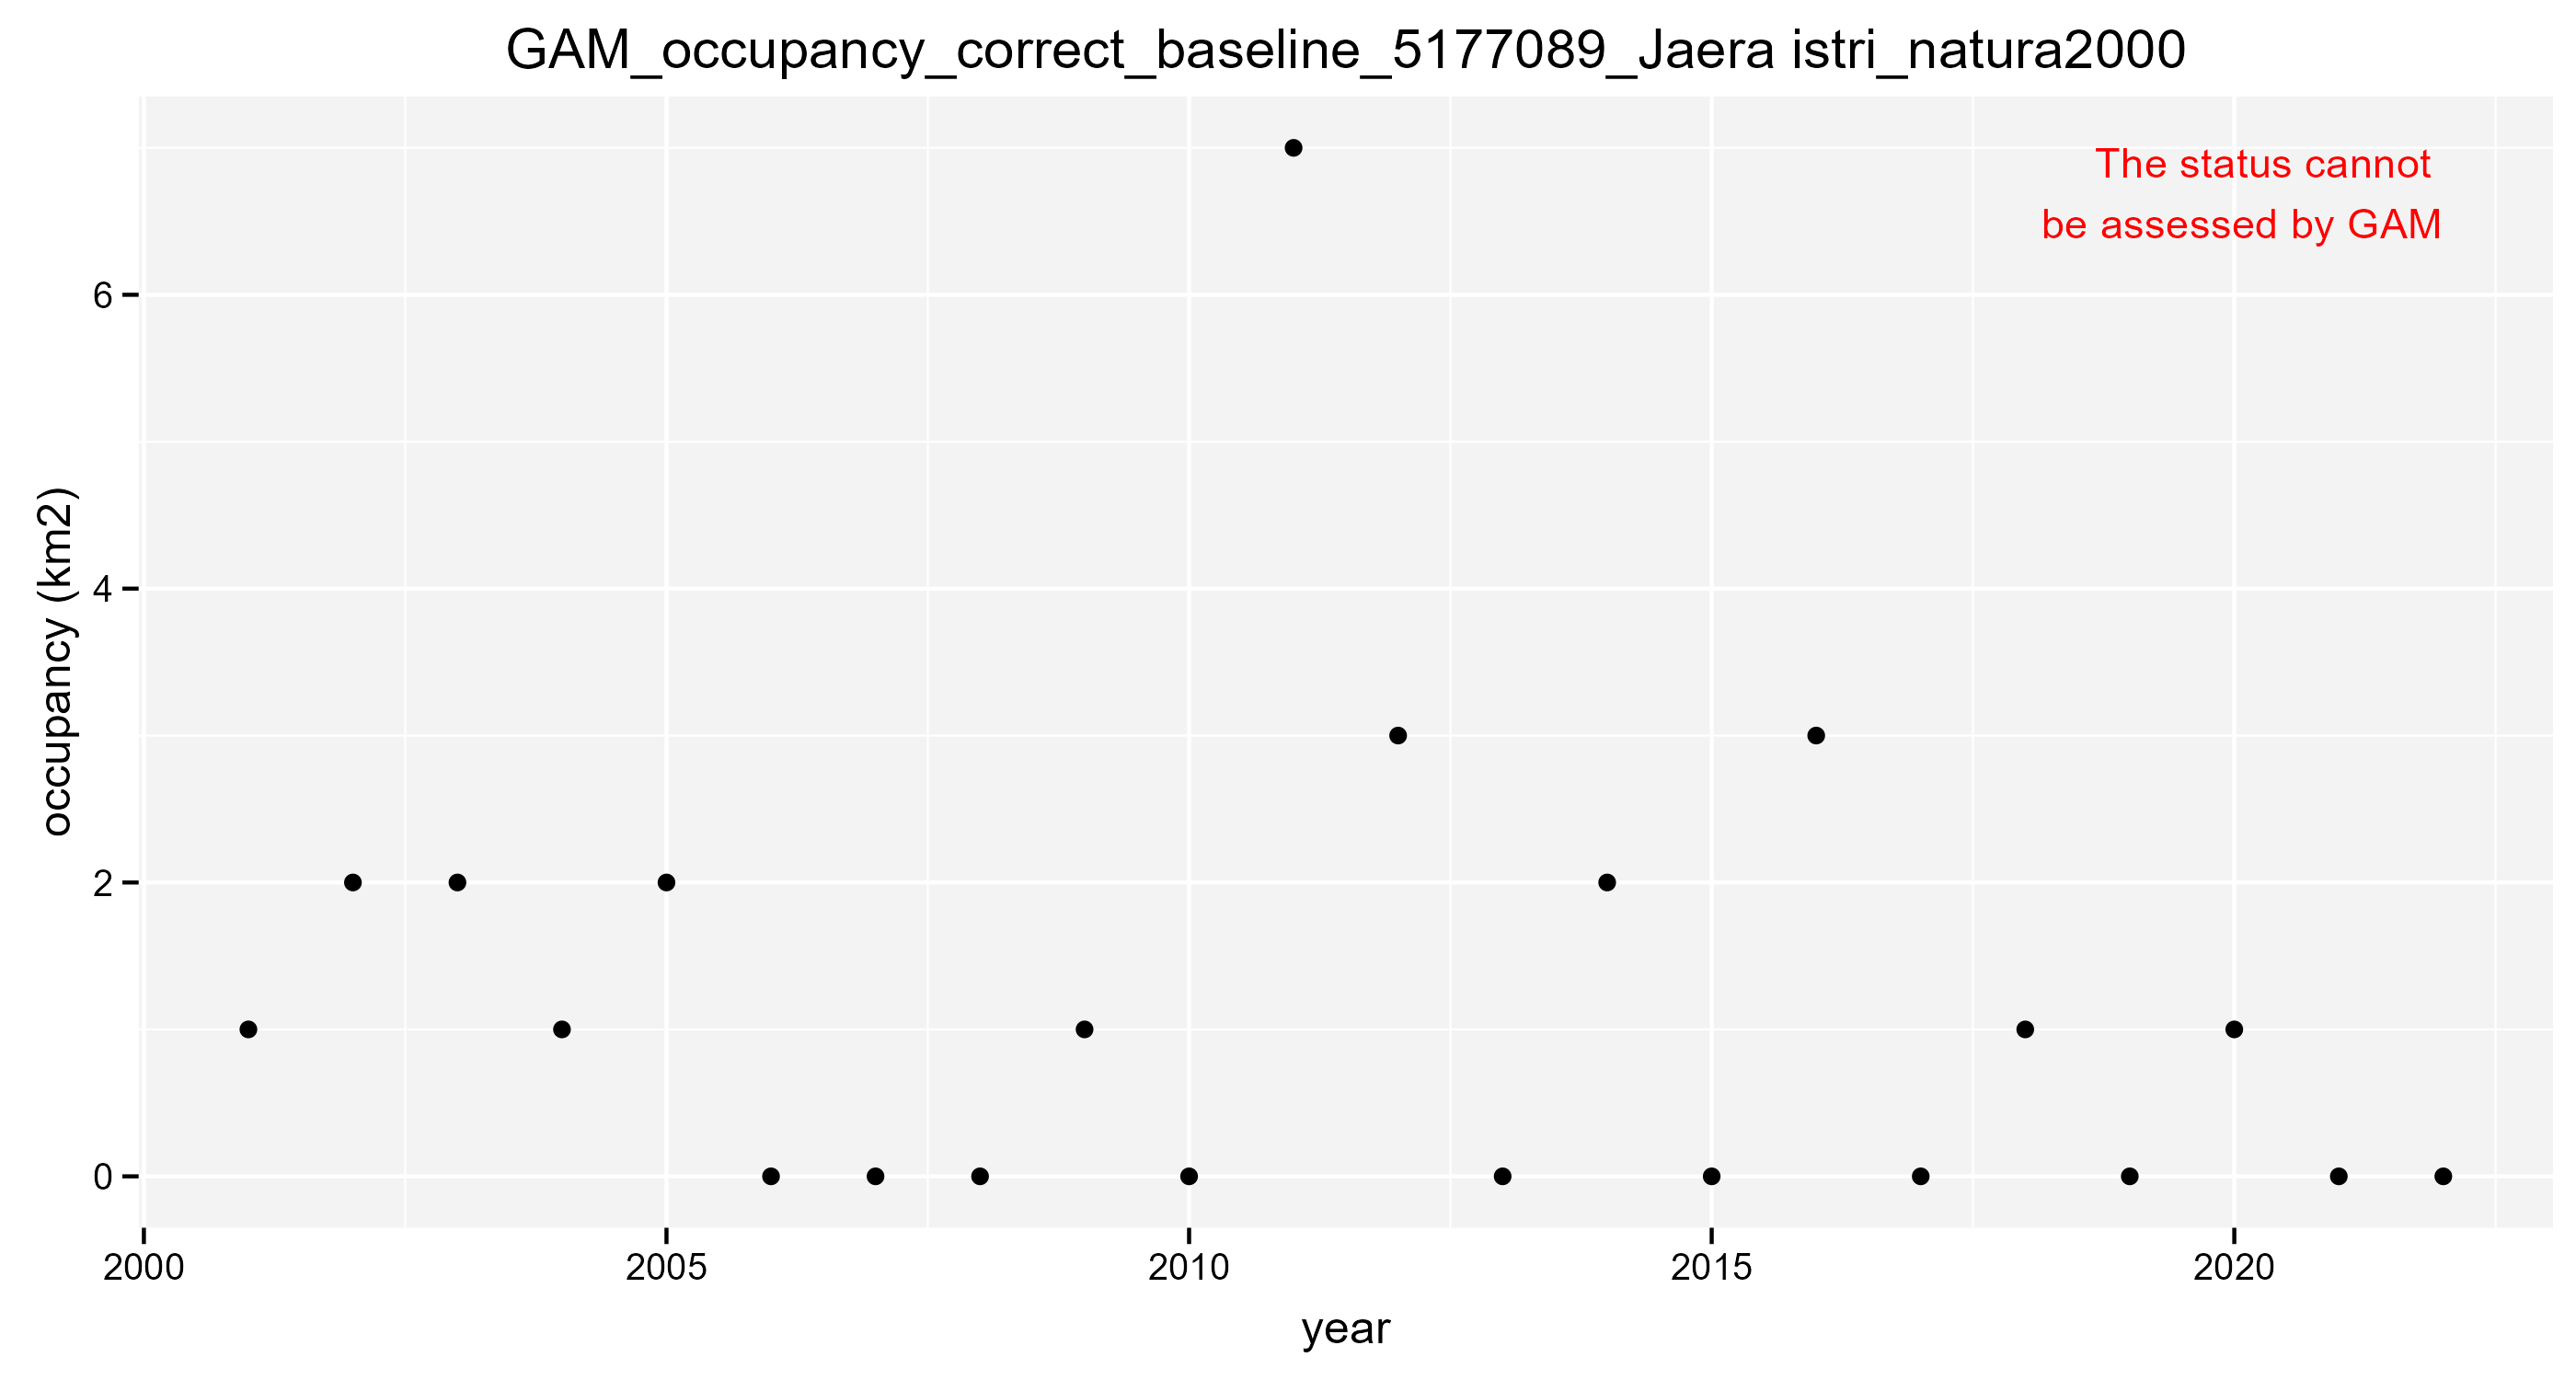 GAM_occupancy_correct_baseline_5177089_Jaera istri_natura2000
The status cannot
be assessed by GAM
occupancy (km2)
6
4
2
0
2000 2005 2010 2015 2020
year